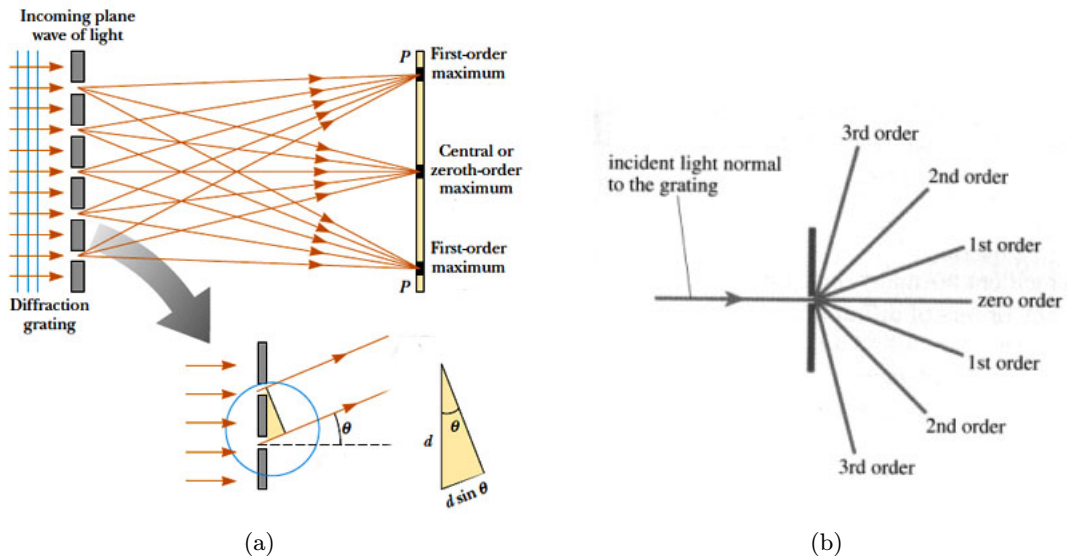 Incoming plane
wave of light
P
First-order
maximum
Central or
zeroth-order
maximum
First-order
maximum
P
Diffraction
grating
θ
d
θ
d sin θ
(a)
incident light normal
to the grating
3rd order
2nd order
1st order
zero order
1st order
2nd order
3rd order
(b)